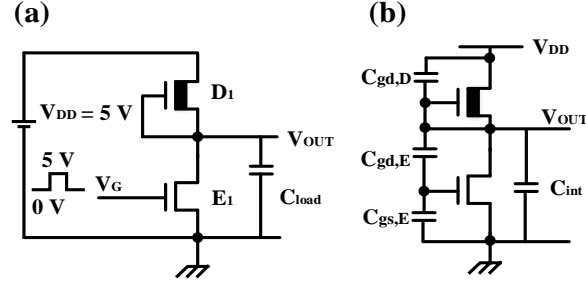 (a)
D1
VDD = 5 V
VOUT
5 V
0 V
VG
E1
Cload
(b)
VDD
Cgd,D
VOUT
Cgd,E
Cint
Cgs,E